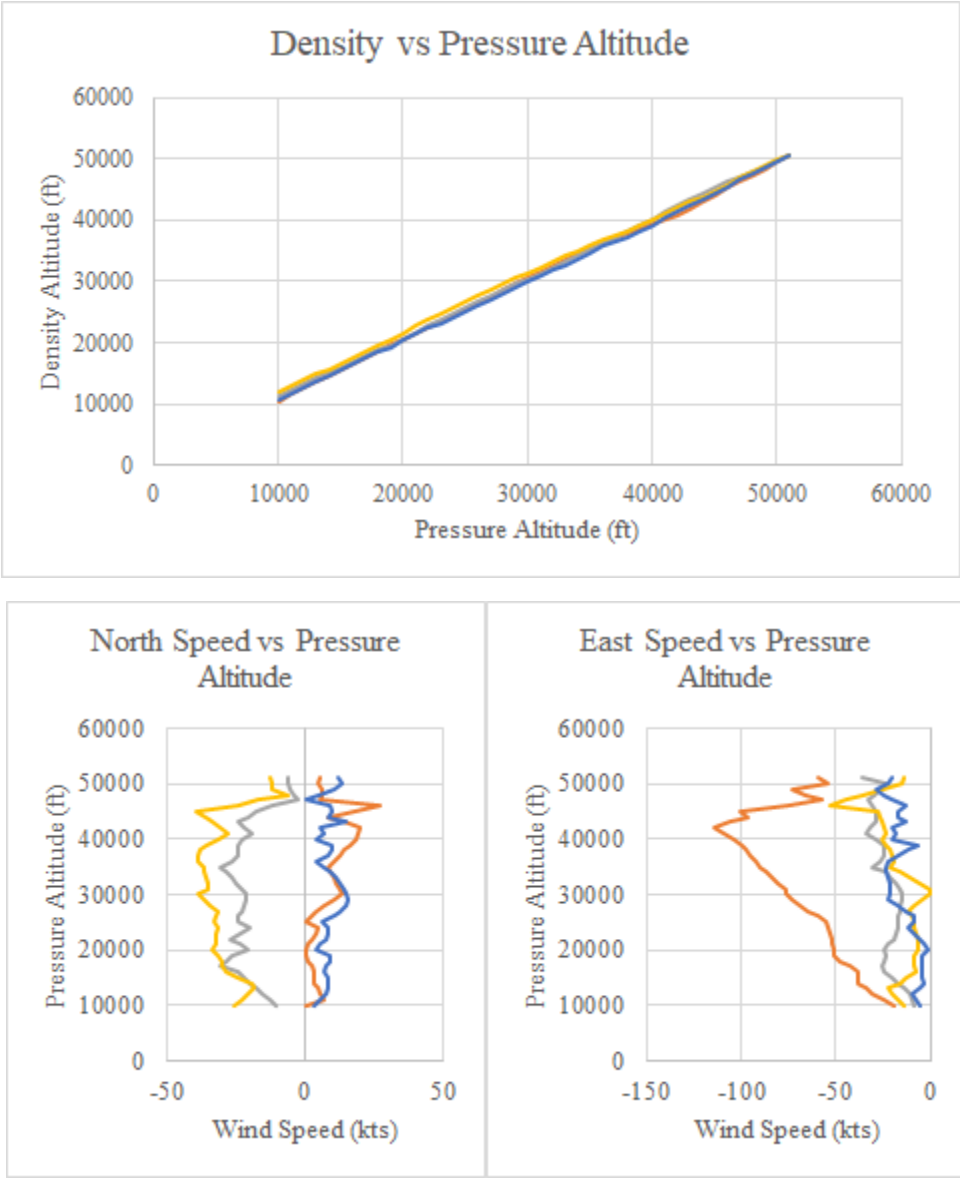 Density vs Pressure Altitude
60000
50000
40000
30000
20000
10000
0
Density Altitude (ft)
0 10000 20000 30000 40000 50000 60000
Pressure Altitude (ft)
North Speed vs Pressure
Altitude
60000
50000
40000
30000
20000
10000
0
Pressure Altitude (ft)
-50 0 50
Wind Speed (kts)
East Speed vs Pressure
Altitude
60000
50000
40000
30000
20000
10000
0
Pressure Altitude (ft)
-150 -100 -50 0
Wind Speed (kts)